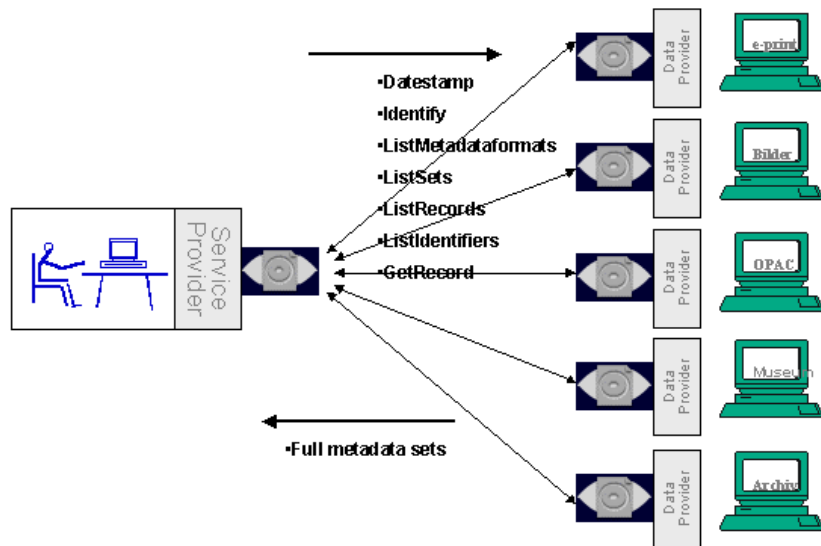 •Datestamp
•Identify
•ListMetadataformats
•ListSets
•ListRecords
•ListIdentifiers
•GetRecord
Service
Provider
•Full metadata sets
Data
Provider
e-print
Data
Provider
Bilder
Data
Provider
OPAC
Data
Provider
Museum
Data
Provider
Archiv